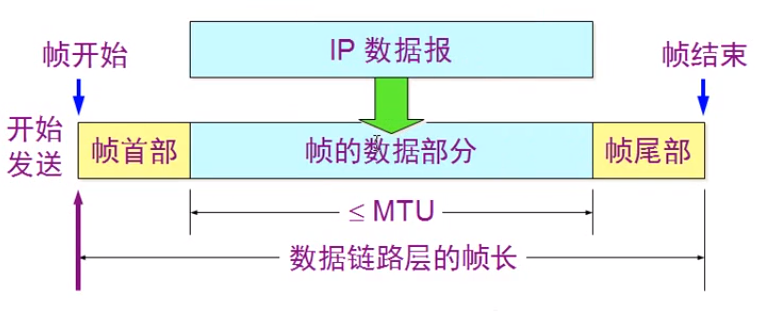 IP 数据报
帧开始
帧结束
开始
发送
帧首部
帧的数据部分
帧尾部
≤ MTU
数据链路层的帧长